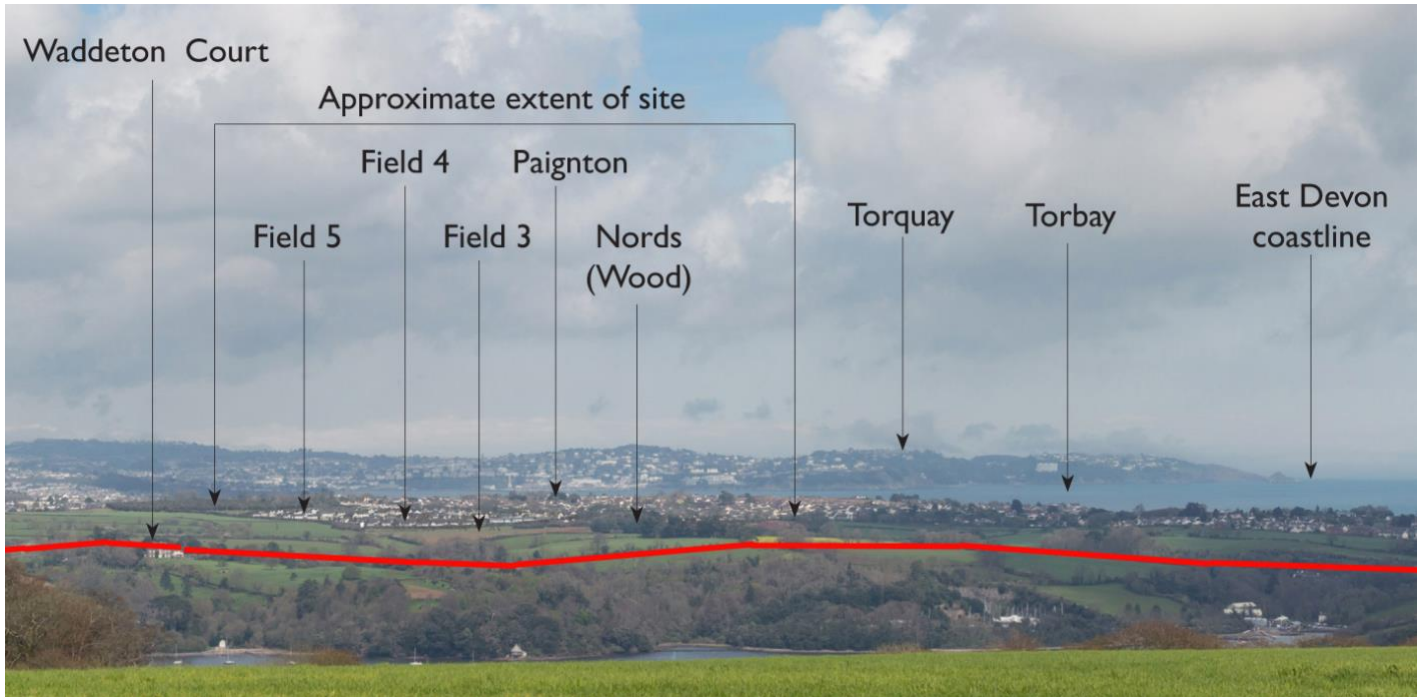 Waddeton Court
Approximate extent of site
Field 4
Paignton
Field 5
Field 3
Nords
(Wood)
Torquay
Torbay
East Devon
coastline